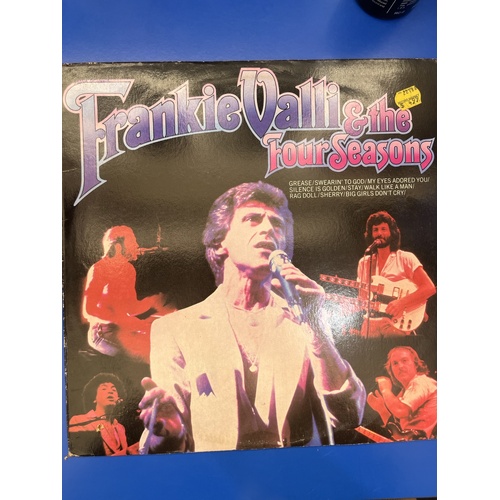 Frankie Valli
& the
Four Seasons
GREASE/SWEARIN' TO GOD/MY EYES ADORED YOU/
SILENCE IS GOLDEN/STAY/WALK LIKE A MAN/
RAG DOLL/SHERRY/BIG GIRLS DON'T CRY/